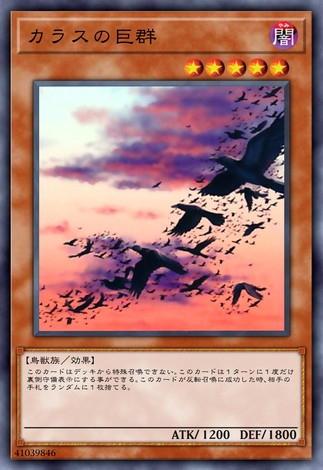 カラスの巨群
やみ
闇
【鳥獣族／効果】
このカードはデッキから特殊召喚できない。このカードは１ターンに１度だけ
裏側守備表示にする事ができる。このカードが反転召喚に成功した時、相手の
手札をランダムに１枚捨てる。
ATK/ 1200 DEF/ 1800
41039846